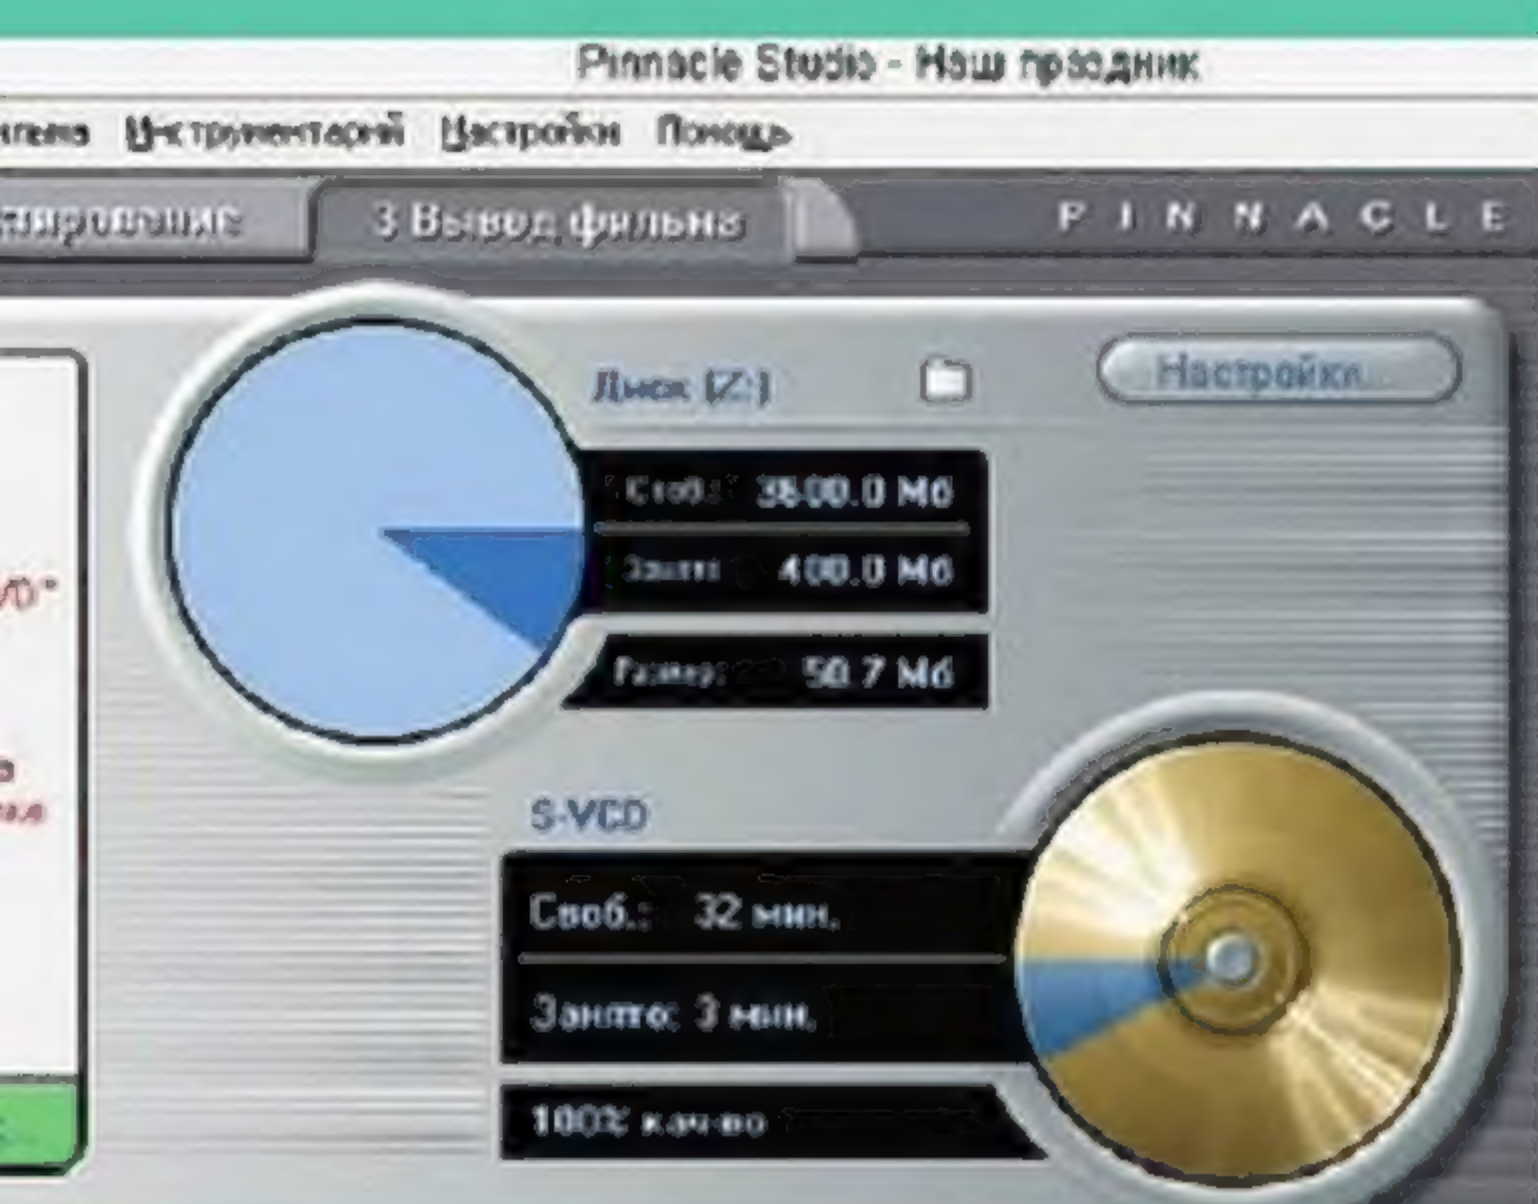 Pinnacle Studio - Наш праздник
Инструментарий Настройки Помощь
3 Вывод фильма
PINNACLE
Диск (Z:)
Настройки...
Своб.: 3600.0 Мб
Занято: 400.0 Мб
Размер: 50.7 Мб
S-VCD
Своб.: 32 мин.
Занято: 3 мин.
100% кач-во